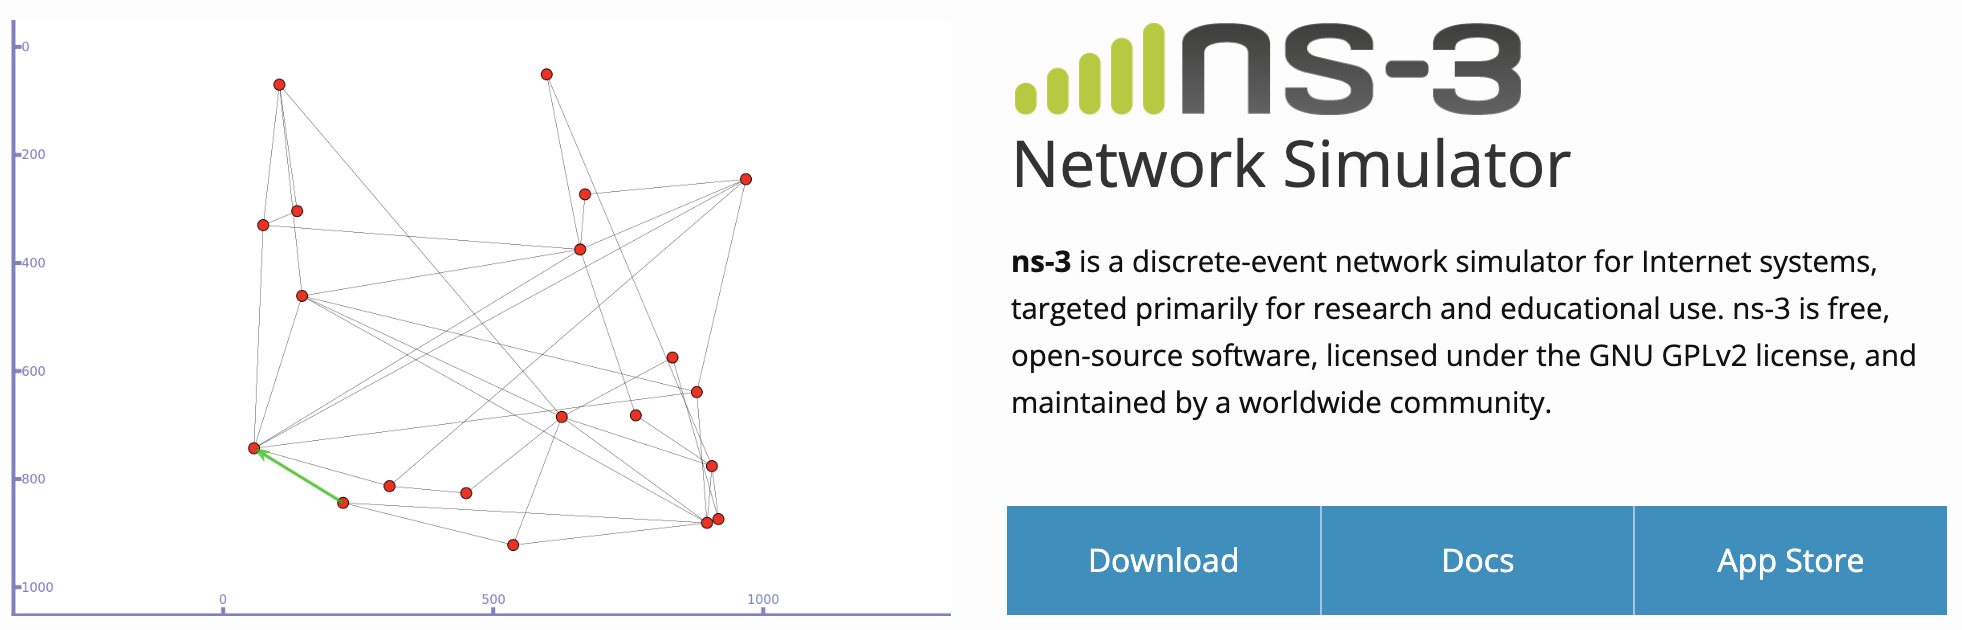 0
200
400
600
800
1000
0 500 1000
ns-3
Network Simulator
ns-3 is a discrete-event network simulator for Internet systems,
targeted primarily for research and educational use. ns-3 is free,
open-source software, licensed under the GNU GPLv2 license, and
maintained by a worldwide community.
Download Docs App Store